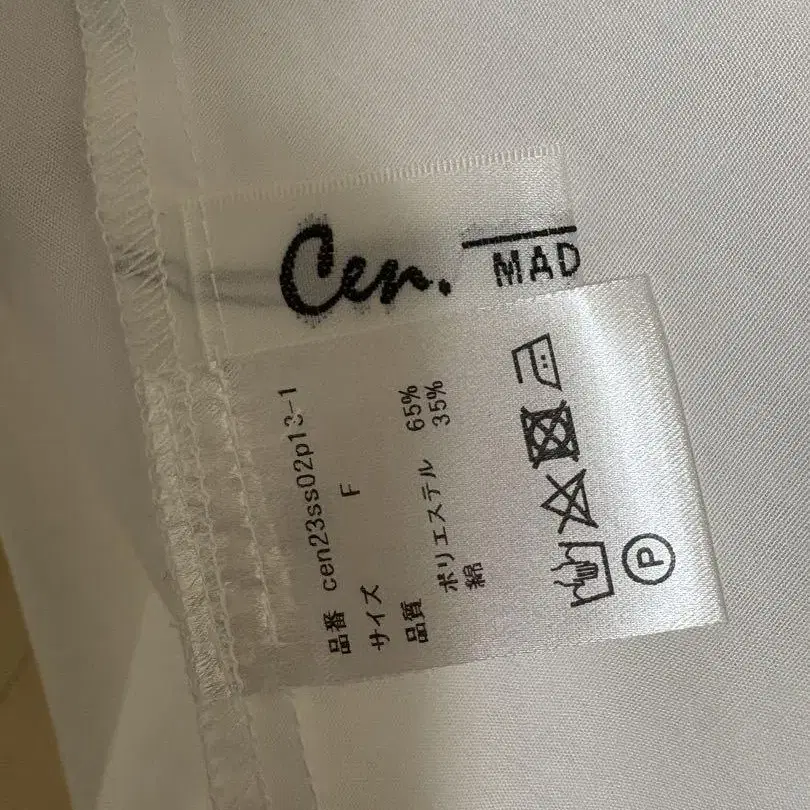 Cen.
MAD
品番 cen23ss02p13-1
サイズ F
品質 ポリエステル 65%
綿 35%
P